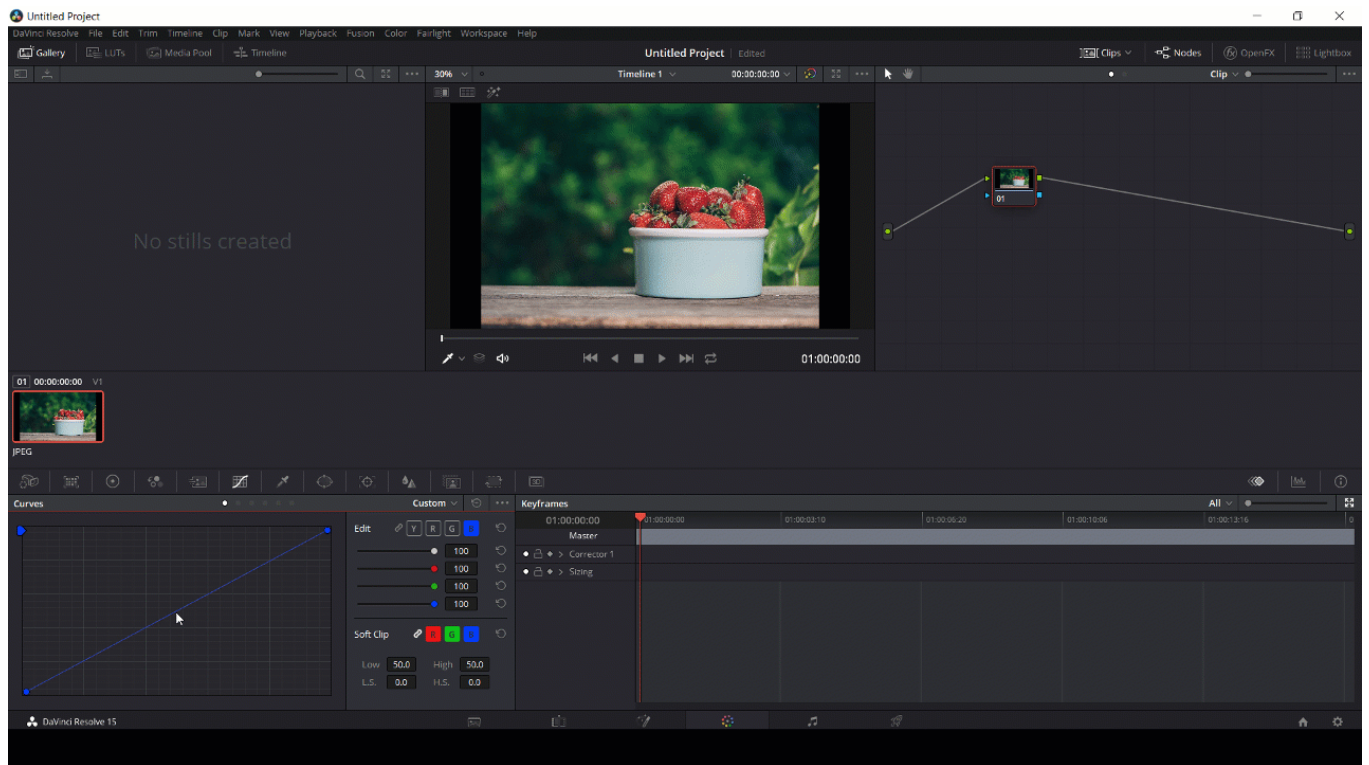 Untitled Project
DaVinci Resolve File Edit Trim Timeline Clip Mark View Playback Fusion Color Fairlight Workspace Help
Gallery LUTs Media Pool Timeline Untitled Project Edited Clips Nodes OpenFX Lightbox
30% Timeline 1 00:00:00:00 Clip
No stills created
01
01:00:00:00
01 00:00:00:00 V1
JPEG
Curves Custom Keyframes All
Edit Y R G B
100
100
100
100
Soft Clip R G B
Low 50.0 High 50.0
L.S. 0.0 H.S. 0.0
01:00:00:00 01:00:00:00 01:00:03:10 01:00:06:20 01:00:10:06 01:00:13:16 0
Master
Corrector 1
Sizing
DaVinci Resolve 15